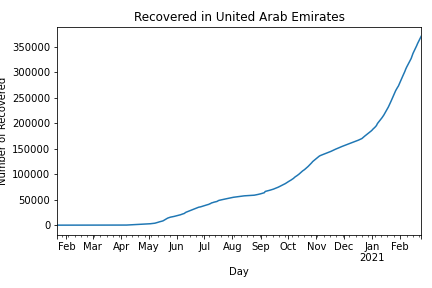 Recovered in United Arab Emirates
Number of Recovered
350000
300000
250000
200000
150000
100000
50000
0
Feb Mar Apr May Jun Jul Aug Sep Oct Nov Dec Jan Feb
2021
Day